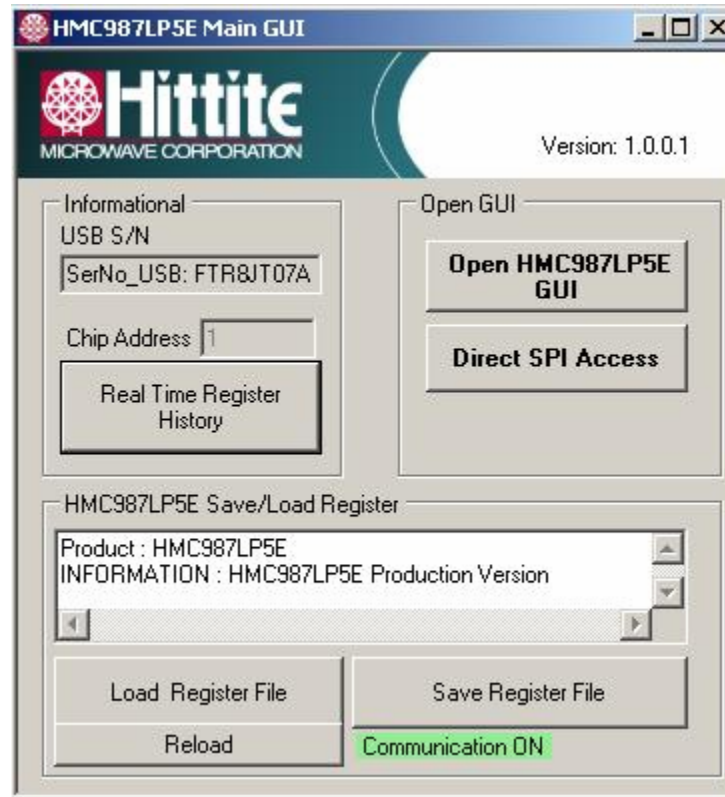 HMC987LP5E Main GUI
Hittite
MICROWAVE CORPORATION
Version: 1.0.0.1
Informational
USB S/N
SerNo_USB: FTR8JT07A
Chip Address 1
Real Time Register
History
Open GUI
Open HMC987LP5E
GUI
Direct SPI Access
HMC987LP5E Save/Load Register
Product : HMC987LP5E
INFORMATION : HMC987LP5E Production Version
Load Register File
Save Register File
Reload
Communication ON